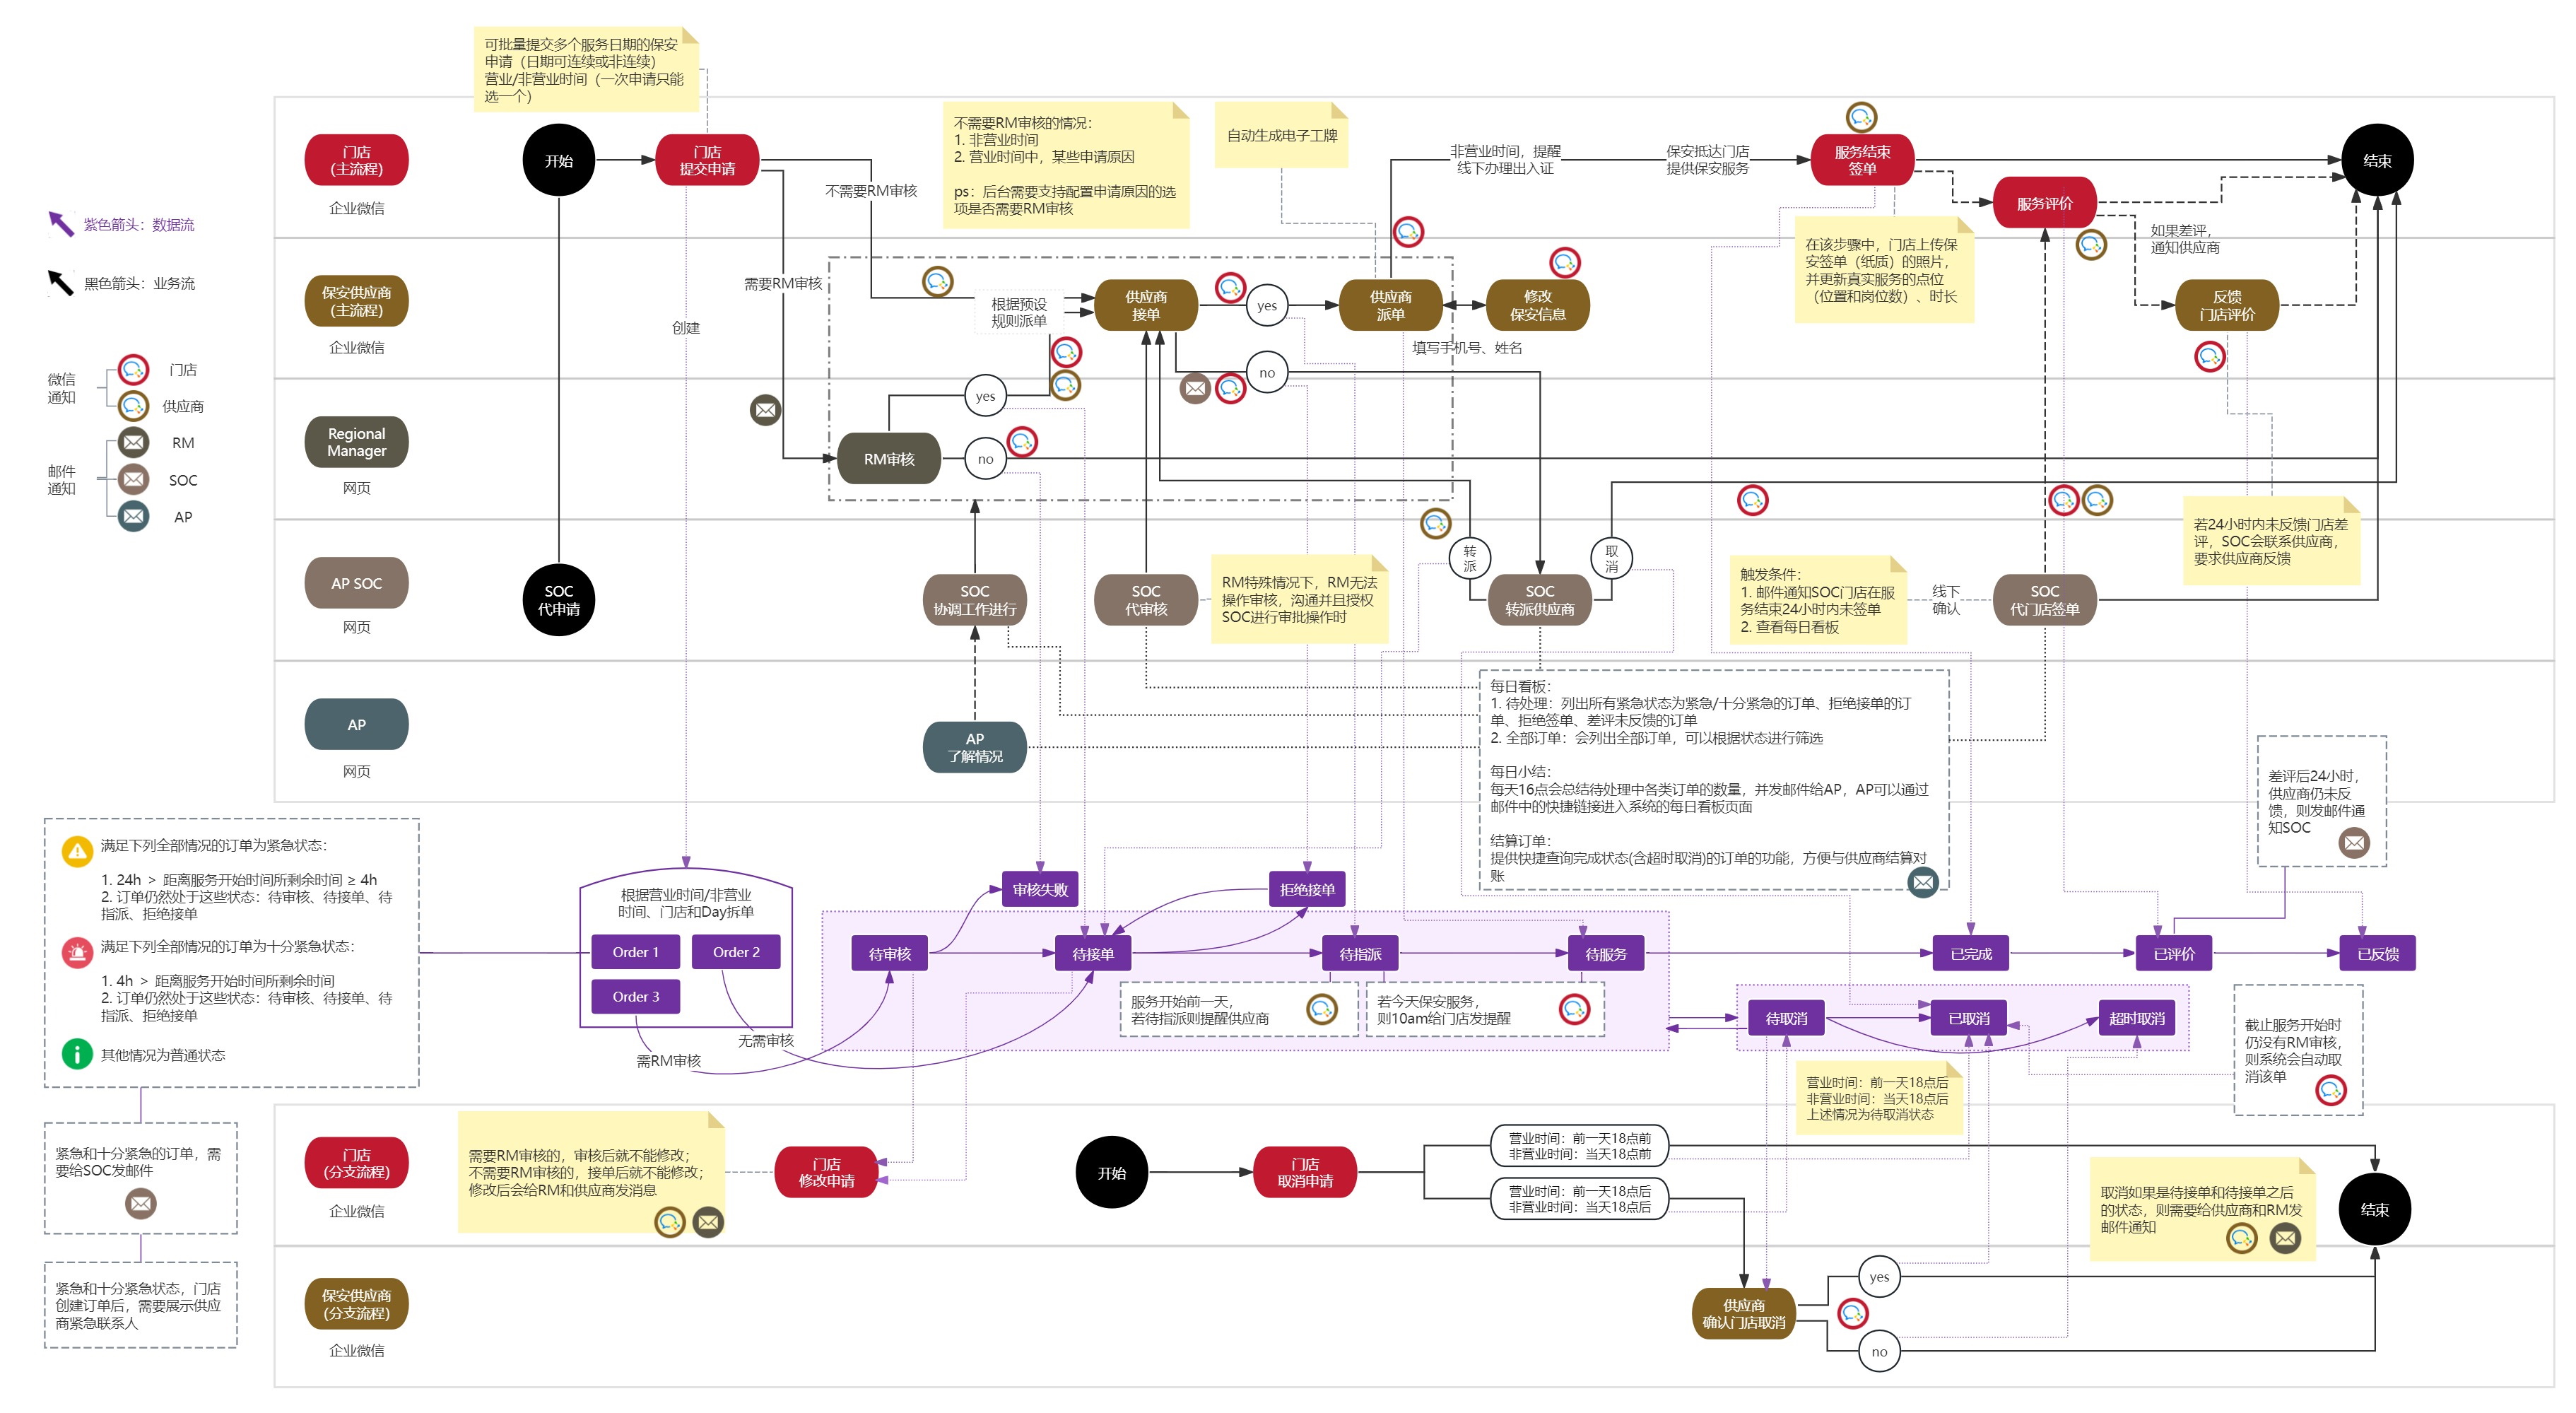 可批量提交多个服务日期的保安
申请（日期可连续或非连续）
营业/非营业时间（一次申请只能
选一个）
门店
(主流程)
企业微信
开始
门店
提交申请
不需要RM审核
不需要RM审核的情况：
1. 非营业时间
2. 营业时间中，某些申请原因
ps：后台需要支持配置申请原因的选
项是否需要RM审核
自动生成电子工牌
非营业时间，提醒
线下办理出入证
保安抵达门店
提供保安服务
服务结束
签单
服务评价
结束
在该步骤中，门店上传保
安签单（纸质）的照片，
并更新真实服务的点位
（位置和岗位数）、时长
如果差评，
通知供应商
紫色箭头：数据流
黑色箭头：业务流
微信
通知
门店
供应商
邮件
通知
RM
SOC
AP
保安供应商
(主流程)
企业微信
创建
需要RM审核
根据预设
规则派单
供应商
接单
yes
供应商
派单
修改
保安信息
填写手机号、姓名
反馈
门店评价
no
Regional
Manager
网页
RM审核
yes
no
AP SOC
网页
SOC
代申请
SOC
协调工作进行
SOC
代审核
RM特殊情况下，RM无法
操作审核，沟通并且授权
SOC进行审批操作时
转
派
SOC
转派供应商
取
消
触发条件：
1. 邮件通知SOC门店在服
务结束24小时内未签单
2. 查看每日看板
线下
确认
SOC
代门店签单
若24小时内未反馈门店差
评，SOC会联系供应商，
要求供应商反馈
AP
网页
AP
了解情况
每日看板：
1. 待处理：列出所有紧急状态为紧急/十分紧急的订单、拒绝接单的订
单、拒绝签单、差评未反馈的订单
2. 全部订单：会列出全部订单，可以根据状态进行筛选
每日小结：
每天16点会总结待处理中各类订单的数量，并发邮件给AP，AP可以通过
邮件中的快捷链接进入系统的每日看板页面
结算订单：
提供快捷查询完成状态(含超时取消)的订单的功能，方便与供应商结算对
账
差评后24小时，
供应商仍未反
馈，则发邮件通
知SOC
满足下列全部情况的订单为紧急状态：
1. 24h ＞ 距离服务开始时间所剩余时间 ≥ 4h
2. 订单仍然处于这些状态：待审核、待接单、待
指派、拒绝接单
满足下列全部情况的订单为十分紧急状态：
1. 4h ＞ 距离服务开始时间所剩余时间
2. 订单仍然处于这些状态：待审核、待接单、待
指派、拒绝接单
其他情况为普通状态
根据营业时间/非营业
时间、门店和Day拆单
Order 1
Order 2
Order 3
需RM审核
无需审核
审核失败
拒绝接单
待审核
待接单
待指派
待服务
已完成
已评价
已反馈
服务开始前一天，
若待指派则提醒供应商
若今天保安服务，
则10am给门店发提醒
待取消
已取消
超时取消
截止服务开始时
仍没有RM审核，
则系统会自动取
消该单
营业时间：前一天18点后
非营业时间：当天18点后
上述情况为待取消状态
紧急和十分紧急的订单，需
要给SOC发邮件
紧急和十分紧急状态，门店
创建订单后，需要展示供应
商紧急联系人
门店
(分支流程)
企业微信
需要RM审核的，审核后就不能修改；
不需要RM审核的，接单后就不能修改；
修改后会给RM和供应商发消息
门店
修改申请
开始
门店
取消申请
营业时间：前一天18点前
非营业时间：当天18点前
营业时间：前一天18点后
非营业时间：当天18点后
取消如果是待接单和待接单之后
的状态，则需要给供应商和RM发
邮件通知
结束
保安供应商
(分支流程)
企业微信
供应商
确认门店取消
yes
no